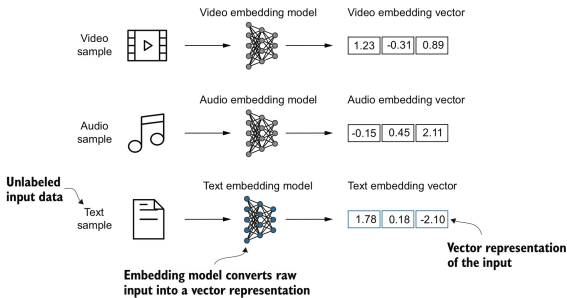 Video embedding model
Video embedding vector
Video
sample
1.23 -0.31 0.89
Audio embedding model
Audio embedding vector
Audio
sample
-0.15 0.45 2.11
Unlabeled
input data
Text embedding model
Text embedding vector
Text
sample
1.78 0.18 -2.10
Vector representation
of the input
Embedding model converts raw
input into a vector representation